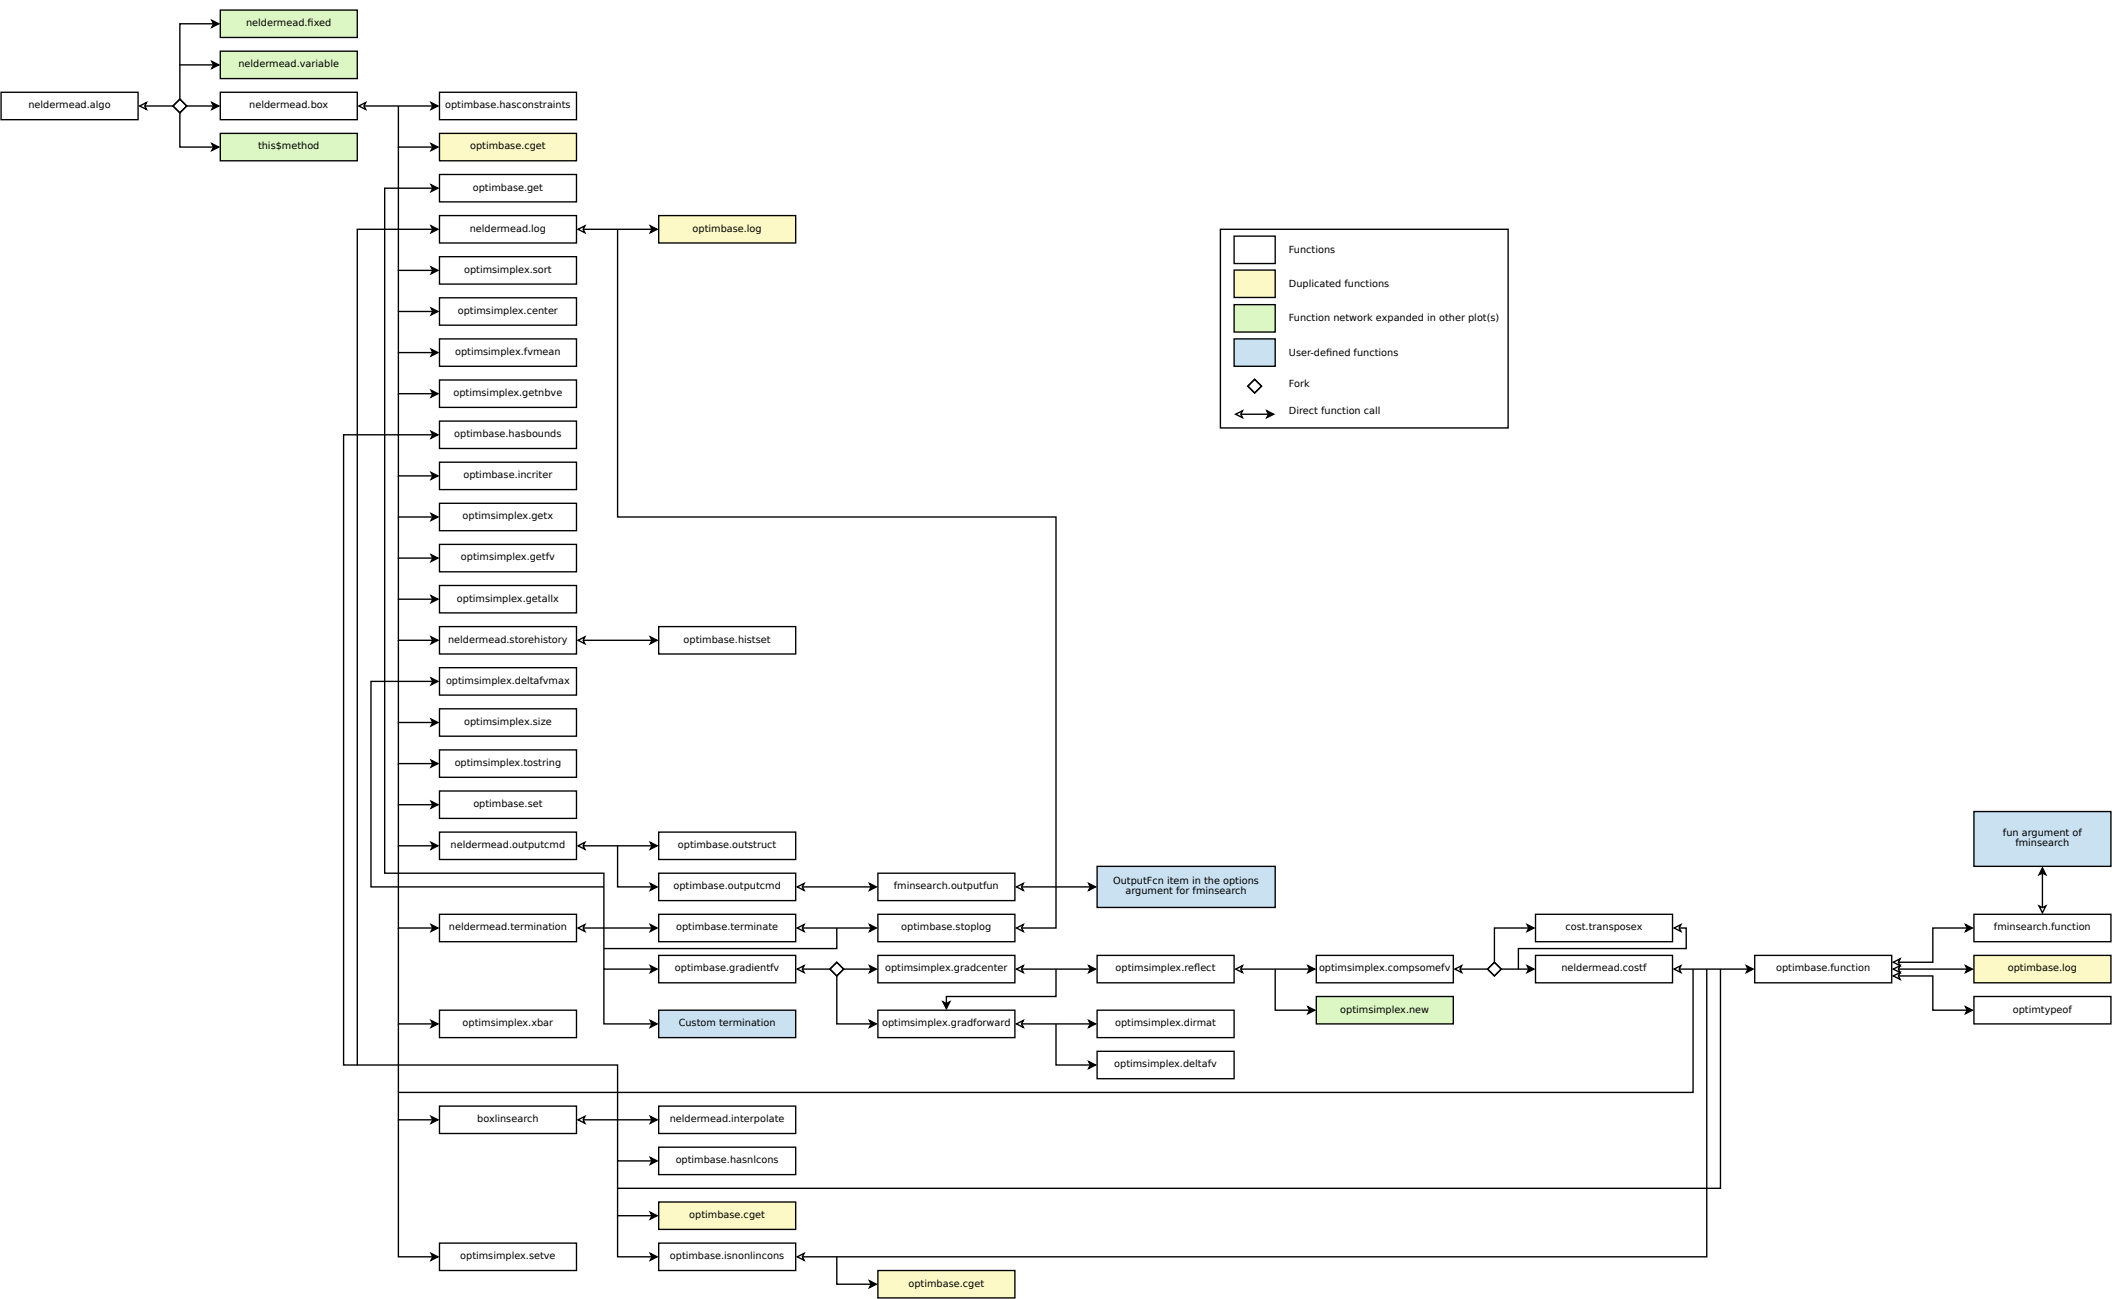 neldermead.fixed
neldermead.variable
neldermead.algo
neldermead.box
optimbase.hasconstraints
this$method
optimbase.cget
optimbase.get
neldermead.log
optimbase.log
optimsimplex.sort
optimsimplex.center
optimsimplex.fvmean
optimsimplex.getnbve
optimbase.hasbounds
optimbase.incriter
optimsimplex.getx
optimsimplex.getfv
optimsimplex.getallx
neldermead.storehistory
optimbase.histset
optimsimplex.deltafvmax
optimsimplex.size
optimsimplex.tostring
optimbase.set
neldermead.outputcmd
optimbase.outstruct
optimbase.outputcmd
fminsearch.outputfun
OutputFcn item in the options
argument for fminsearch
neldermead.termination
optimbase.terminate
optimbase.stoplog
cost.transposex
optimbase.gradientfv
optimsimplex.gradcenter
optimsimplex.reflect
optimsimplex.compsomefv
neldermead.costf
optimbase.function
fun argument of
fminsearch
fminsearch.function
optimbase.log
optimtypeof
optimsimplex.xbar
Custom termination
optimsimplex.gradforward
optimsimplex.dirmat
optimsimplex.new
optimsimplex.deltafv
boxlinsearch
neldermead.interpolate
optimbase.hasnlcons
optimbase.cget
optimsimplex.setve
optimbase.isnonlincons
optimbase.cget
Functions
Duplicated functions
Function network expanded in other plot(s)
User-defined functions
Fork
Direct function call